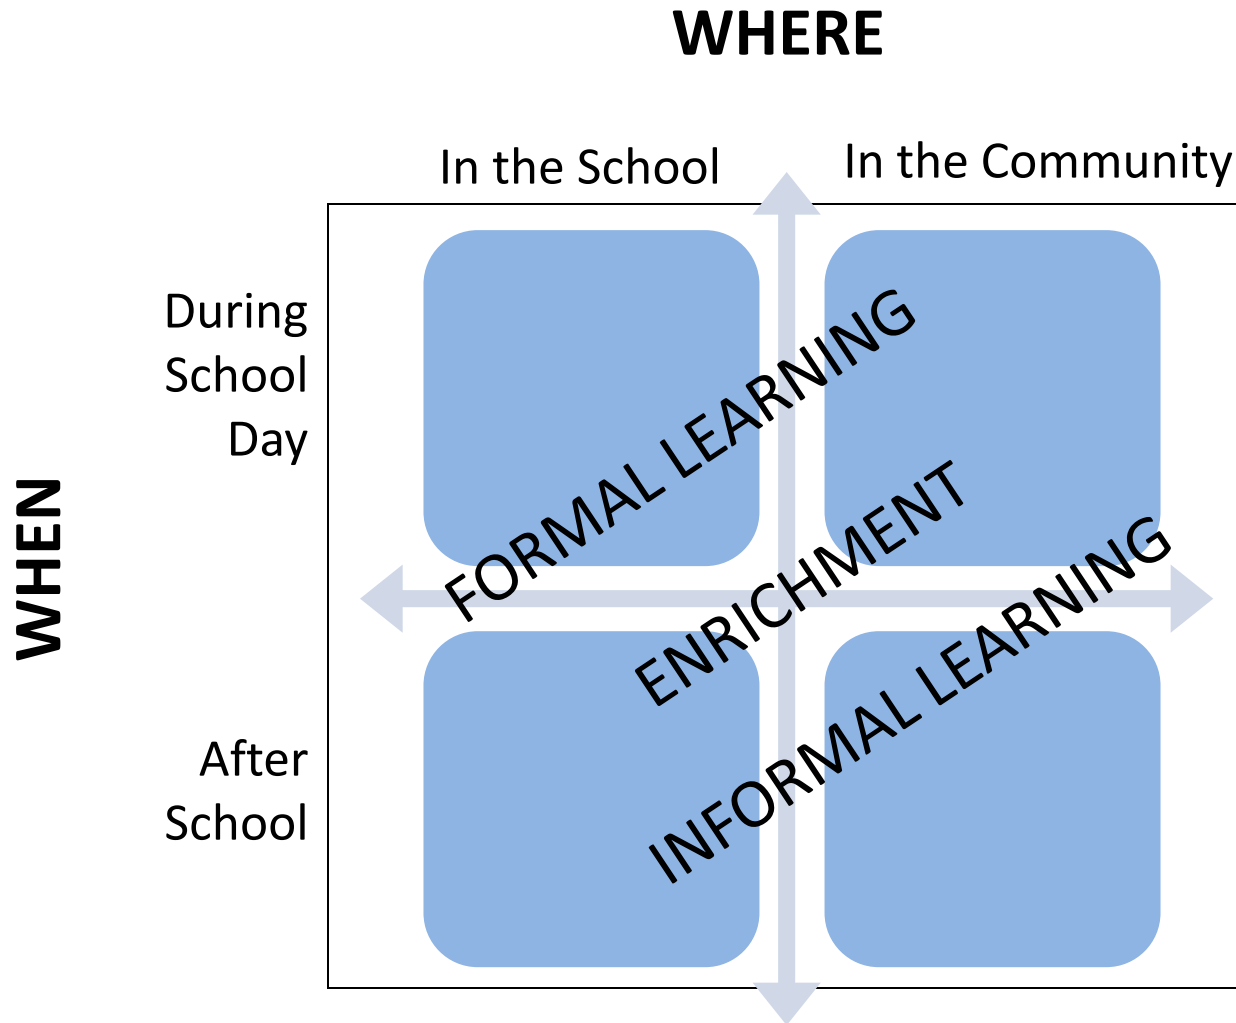 WHERE
In the School
In the Community
WHEN
During
School
Day
After
School
FORMAL LEARNING
ENRICHMENT
INFORMAL LEARNING